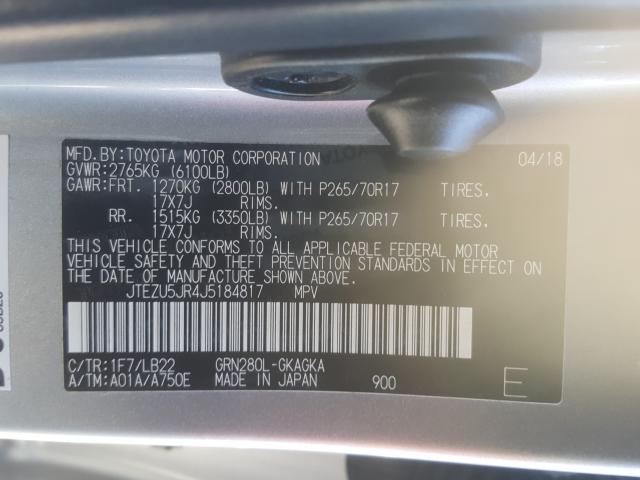 MFD.BY:TOYOTA MOTOR CORPORATION 04/18
GVWR:2765KG (6100LB)
GAWR:FRT. 1270KG (2800LB) WITH P265/70R17 TIRES.
17X7J RIMS.
RR. 1515KG (3350LB) WITH P265/70R17 TIRES.
17X7J RIMS.
THIS VEHICLE CONFORMS TO ALL APPLICABLE FEDERAL MOTOR
VEHICLE SAFETY AND THEFT PREVENTION STANDARDS IN EFFECT ON
THE DATE OF MANUFACTURE SHOWN ABOVE.
JTEZU5JR4J5184817 MPV
C/TR:1F7/LB22 GRN280L-GKAGKA
A/TM:A01A/A750E MADE IN JAPAN 900 E